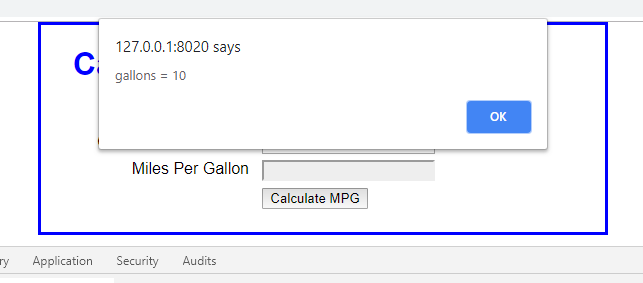 127.0.0.1:8020 says
gallons = 10
OK
Miles Per Gallon
Calculate MPG
Application Security Audits